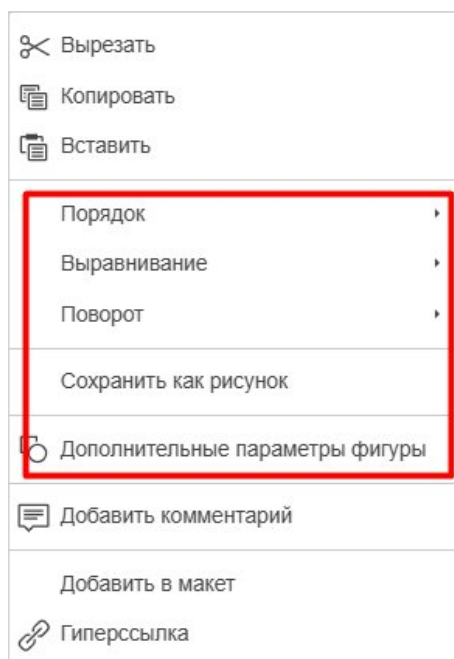 Вырезать
Копировать
Вставить
Порядок
Выравнивание
Поворот
Сохранить как рисунок
Дополнительные параметры фигуры
Добавить комментарий
Добавить в макет
Гиперссылка